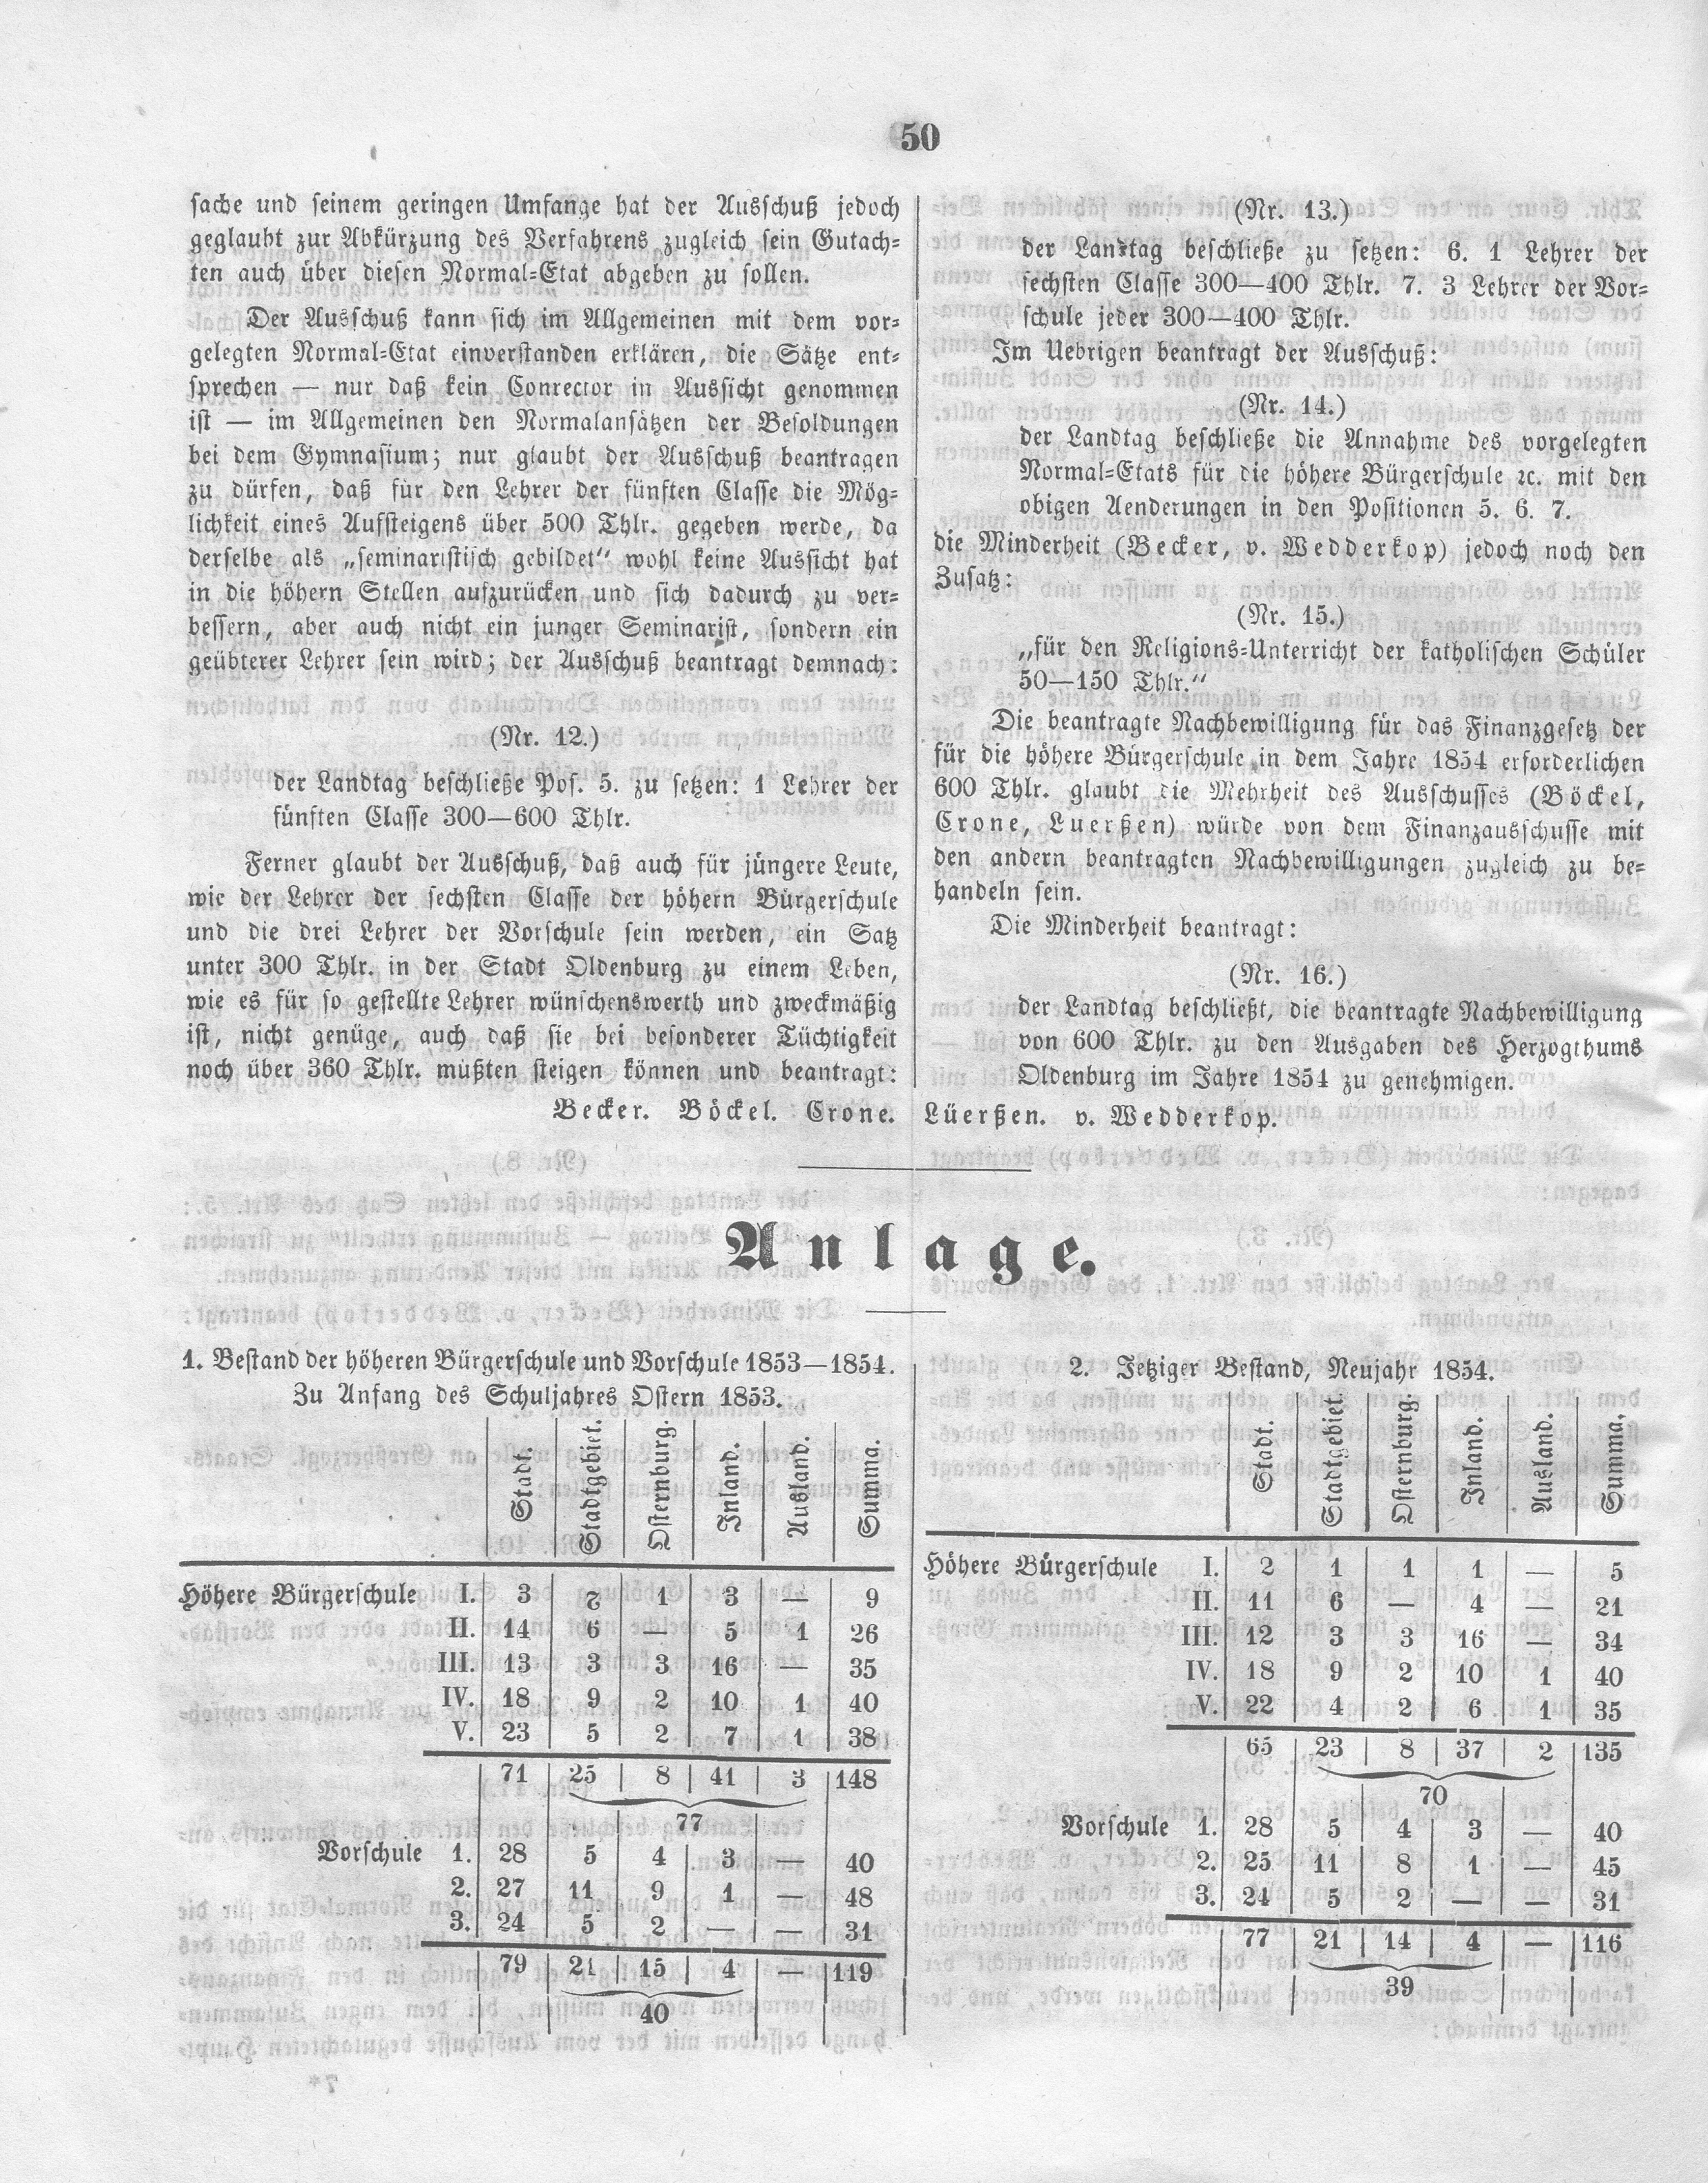 50
sache und seinem geringen Umfange hat der Ausschuß jedoch
geglaubt zur Abkürzung des Verfahrens zugleich sein Gutach-
ten auch über diesen Normal-Etat abgeben zu sollen.
Der Ausschuß kann sich im Allgemeinen mit dem vor-
gelegten Normal-Etat einverstanden erklären, die Sätze ent-
sprechen — nur daß kein Conrector in Aussicht genommen
ist — im Allgemeinen den Normalansätzen der Besoldungen
bei dem Gymnasium; nur glaubt der Ausschuß beantragen
zu dürfen, daß für den Lehrer der fünften Classe die Mög-
lichkeit eines Aufsteigens über 500 Thlr. gegeben werde, da
derselbe als „seminaristisch gebildet“ wohl keine Aussicht hat
in die höhern Stellen aufzurücken und sich dadurch zu ver-
bessern, aber auch nicht ein junger Seminarist, sondern ein
geübterer Lehrer sein wird; der Ausschuß beantragt demnach:
(Nr. 12.)
der Landtag beschließe Pos. 5. zu setzen: 1 Lehrer der
fünften Classe 300—600 Thlr.
Ferner glaubt der Ausschuß, daß auch für jüngere Leute,
wie der Lehrer der sechsten Classe der höhern Bürgerschule
und die drei Lehrer der Vorschule sein werden, ein Satz
unter 300 Thlr. in der Stadt Oldenburg zu einem Leben,
wie es für so gestellte Lehrer wünschenswerth und zweckmäßig
ist, nicht genüge, auch daß sie bei besonderer Tüchtigkeit
noch über 360 Thlr. müßten steigen können und beantragt:
(Nr. 13.)
der Landtag beschließe zu setzen: 6. 1 Lehrer der
sechsten Classe 300—400 Thlr. 7. 3 Lehrer der Vor-
schule jeder 300—400 Thlr.
Im Uebrigen beantragt der Ausschuß:
(Nr. 14.)
der Landtag beschließe die Annahme des vorgelegten
Normal-Etats für die höhere Bürgerschule ꝛc. mit den
obigen Aenderungen in den Positionen 5. 6. 7.
die Minderheit (Becker, v. Wedderkop) jedoch noch den
Zusatz:
(Nr. 15.)
„für den Religions-Unterricht der katholischen Schüler
50—150 Thlr.“
Die beantragte Nachbewilligung für das Finanzgesetz der
für die höhere Bürgerschule in dem Jahre 1854 erforderlichen
600 Thlr. glaubt die Mehrheit des Ausschusses (Böckel,
Crone, Luerßen) würde von dem Finanzausschusse mit
den andern beantragten Nachbewilligungen zugleich zu be-
handeln sein.
Die Minderheit beantragt:
(Nr. 16.)
der Landtag beschließt, die beantragte Nachbewilligung
von 600 Thlr. zu den Ausgaben des Herzogthums
Oldenburg im Jahre 1854 zu genehmigen.
Becker. Böckel. Crone. Lüerßen. v. Wedderkop.
Anlage.
1. Bestand der höheren Bürgerschule und Vorschule 1853—1854.
Zu Anfang des Schuljahres Ostern 1853.
Stadt. Stadtgebiet. Osternburg. Inland. Ausland. Summa.
Höhere Bürgerschule I. 3 2 1 3 — 9
II. 14 6 — 5 1 26
III. 13 3 3 16 — 35
IV. 18 9 2 10 1 40
V. 23 5 2 7 1 38
71 25 8 41 3 148
77
Vorschule 1. 28 5 4 3 — 40
2. 27 11 9 1 — 48
3. 24 5 2 — — 31
79 21 15 4 — 119
40
2. Jetziger Bestand, Neujahr 1854.
Stadt. Stadtgebiet. Osternburg. Inland. Ausland. Summa.
Höhere Bürgerschule I. 2 1 1 1 — 5
II. 11 6 — 4 — 21
III. 12 3 3 16 — 34
IV. 18 9 2 10 1 40
V. 22 4 2 6 1 35
65 23 8 37 2 135
70
Vorschule 1. 28 5 4 3 — 40
2. 25 11 8 1 — 45
3. 24 5 2 — — 31
77 21 14 4 — 116
39